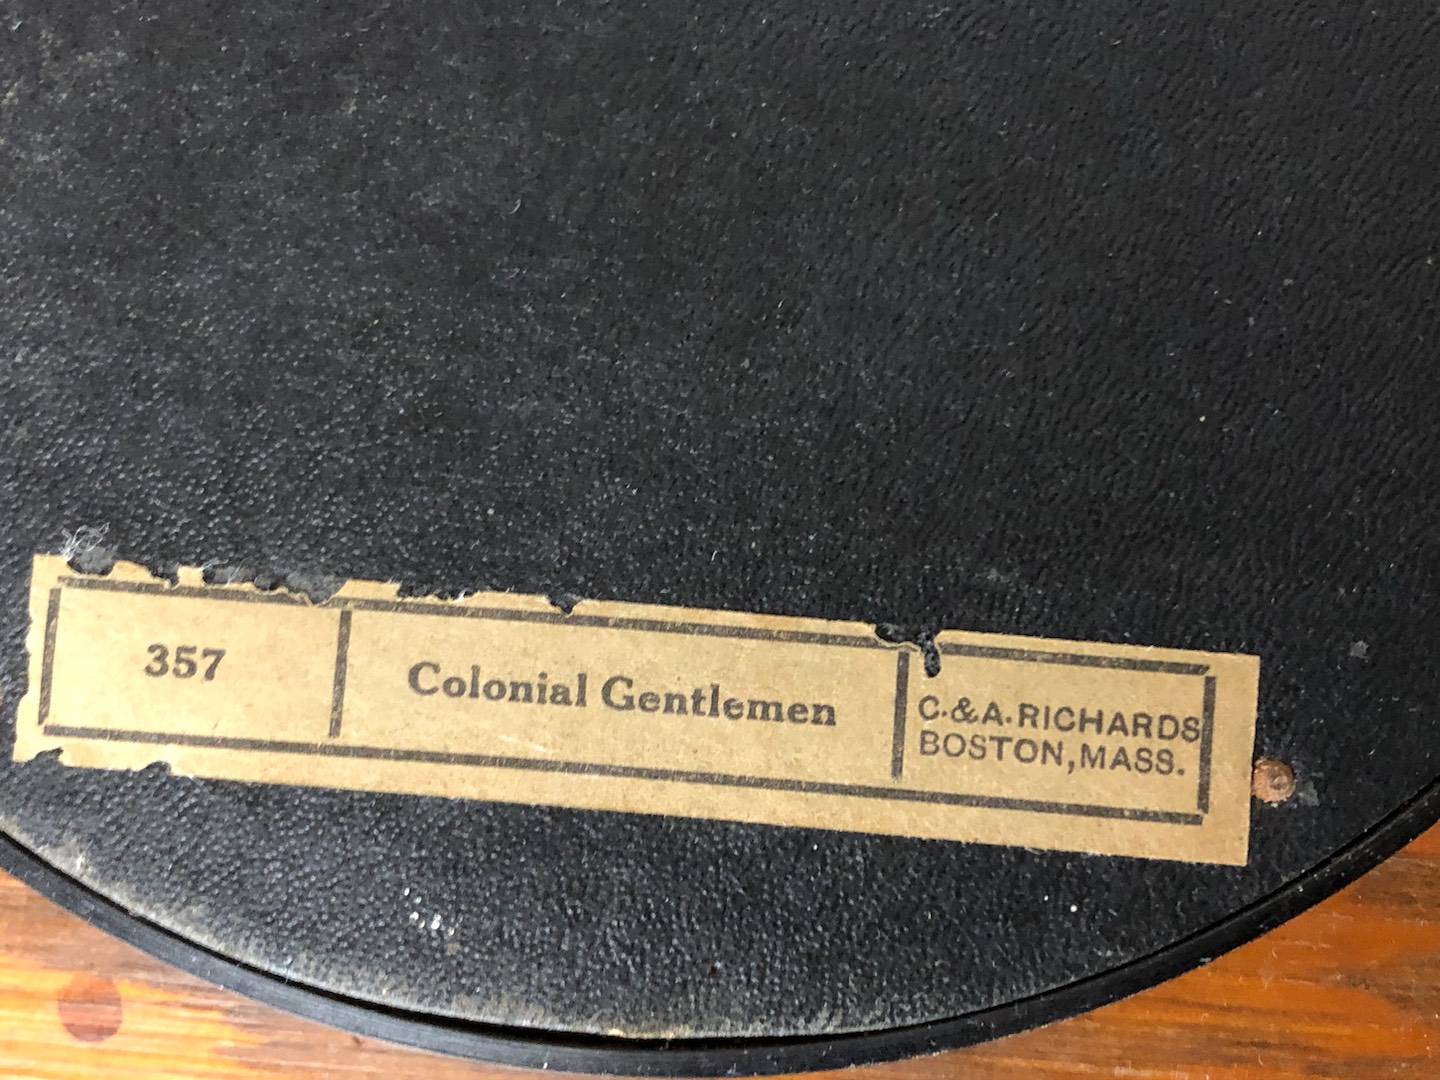 357
Colonial Gentlemen
C.&A.RICHARDS
BOSTON,MASS.